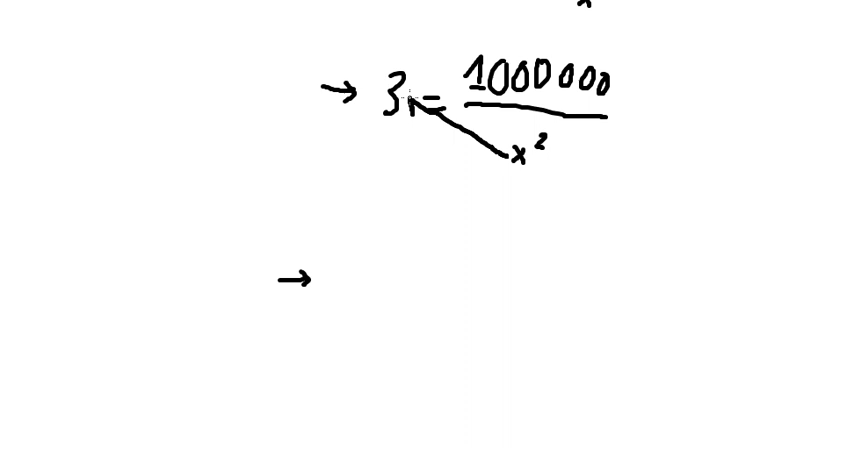 x
→ 3 = 1000000
x²
→